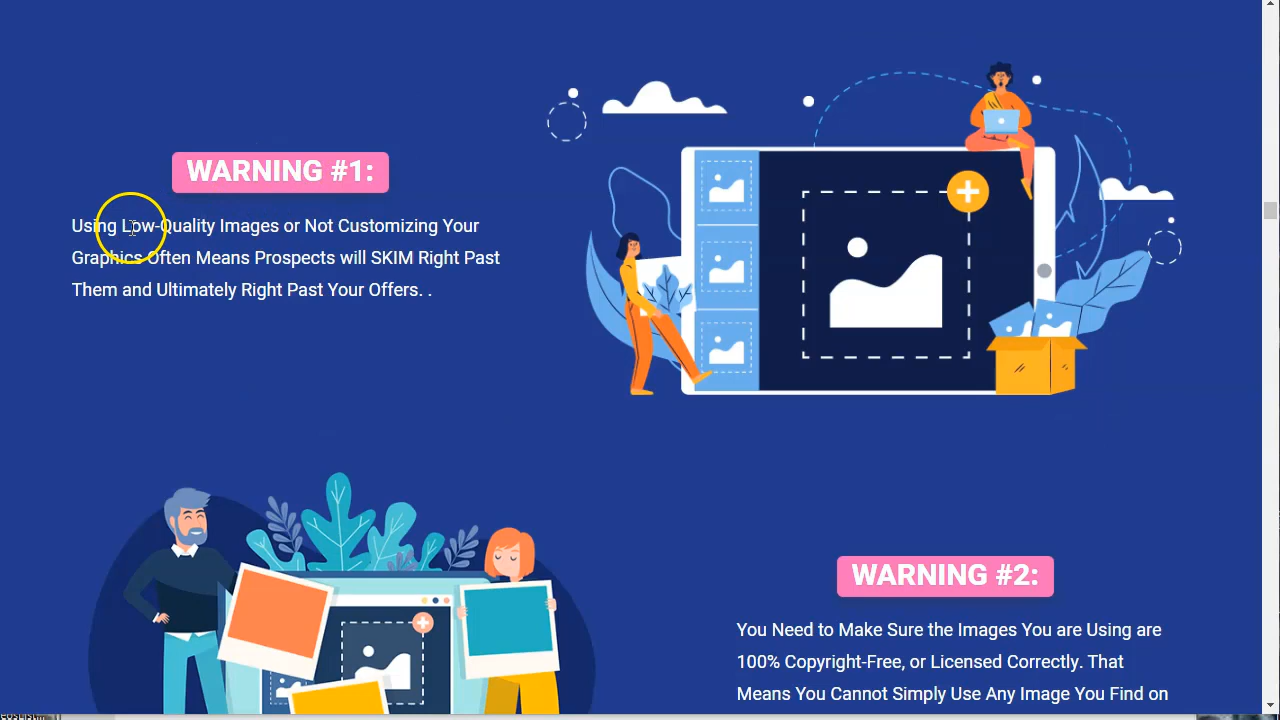 WARNING #1:
Using Low-Quality Images or Not Customizing Your
Graphics Often Means Prospects will SKIM Right Past
Them and Ultimately Right Past Your Offers. .
WARNING #2:
You Need to Make Sure the Images You are Using are
100% Copyright-Free, or Licensed Correctly. That
Means You Cannot Simply Use Any Image You Find on